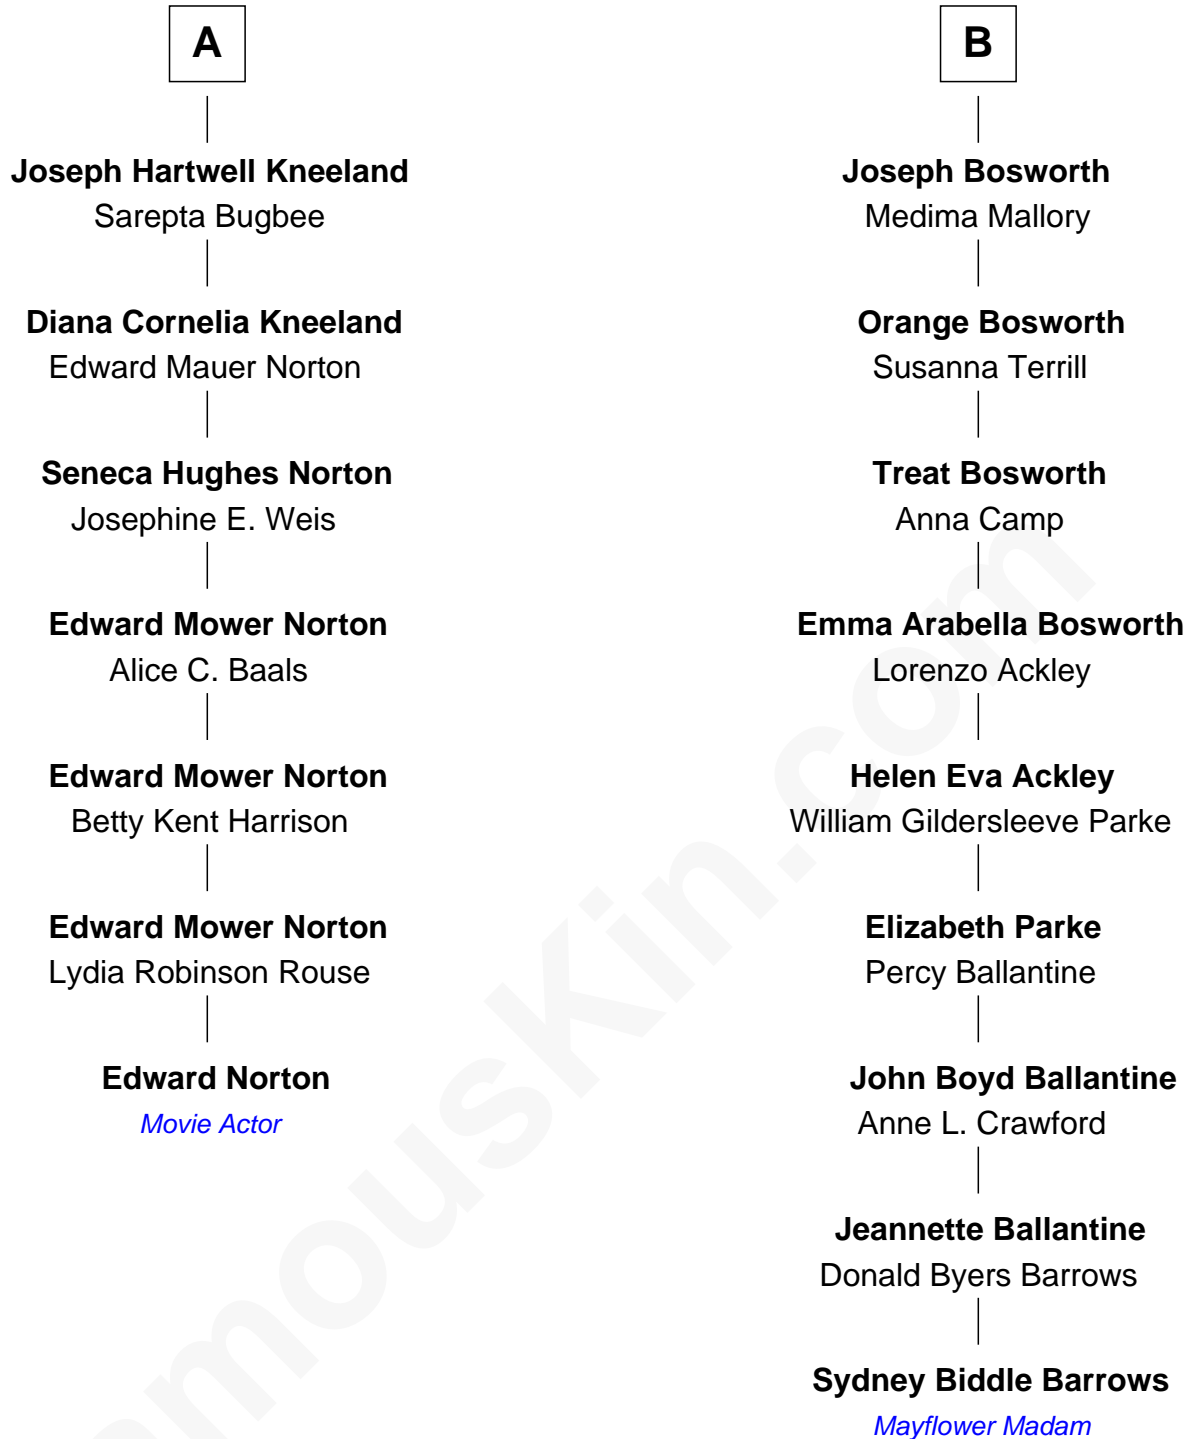 A
Joseph Hartwell Kneeland
Sarepta Bugbee
Diana Cornelia Kneeland
Edward Mauer Norton
Seneca Hughes Norton
Josephine E. Weis
Edward Mower Norton
Alice C. Baals
Edward Mower Norton
Betty Kent Harrison
Edward Mower Norton
Lydia Robinson Rouse
Edward Norton
Movie Actor
B
Joseph Bosworth
Medima Mallory
Orange Bosworth
Susanna Terrill
Treat Bosworth
Anna Camp
Emma Arabella Bosworth
Lorenzo Ackley
Helen Eva Ackley
William Gildersleeve Parke
Elizabeth Parke
Percy Ballantine
John Boyd Ballantine
Anne L. Crawford
Jeannette Ballantine
Donald Byers Barrows
Sydney Biddle Barrows
Mayflower Madam
amouskin.com